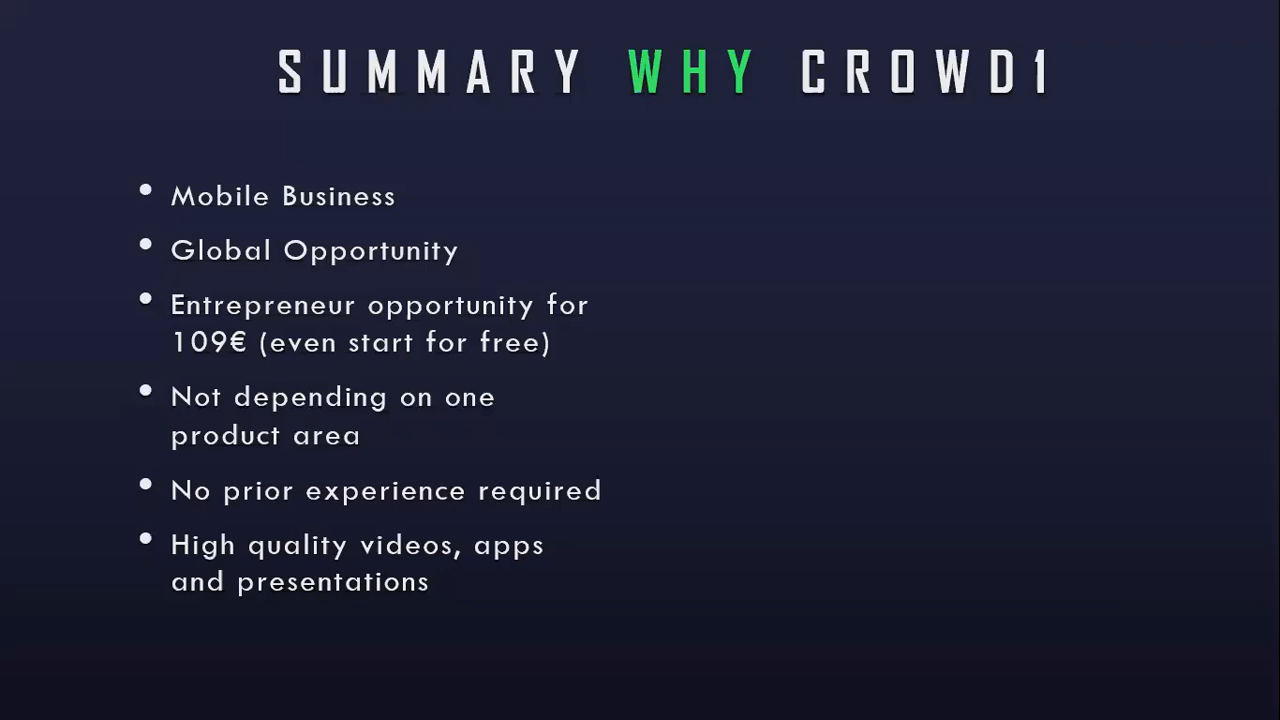 SUMMARY WHY CROWD1
• Mobile Business
• Global Opportunity
• Entrepreneur opportunity for
109€ (even start for free)
• Not depending on one
product area
• No prior experience required
• High quality videos, apps
and presentations